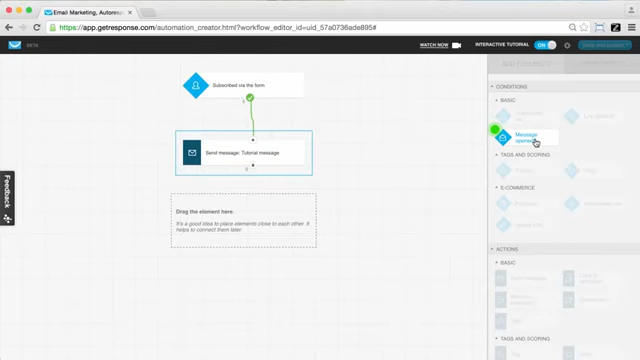 Email Marketing, Autoresp
https://app.getresponse.com/automation_creator.html?workflow_editor_id=uid_57a0736ade895#
BETA
WATCH NOW
INTERACTIVE TUTORIAL
ON
CONDITIONS
BASIC
Subscribed via the form
Message
opened
Send message: Tutorial message
TAGS AND SCORING
E-COMMERCE
Drag the element here.
It's a good idea to place elements close to each other. It
helps to connect them later.
ACTIONS
BASIC
TAGS AND SCORING
Feedback